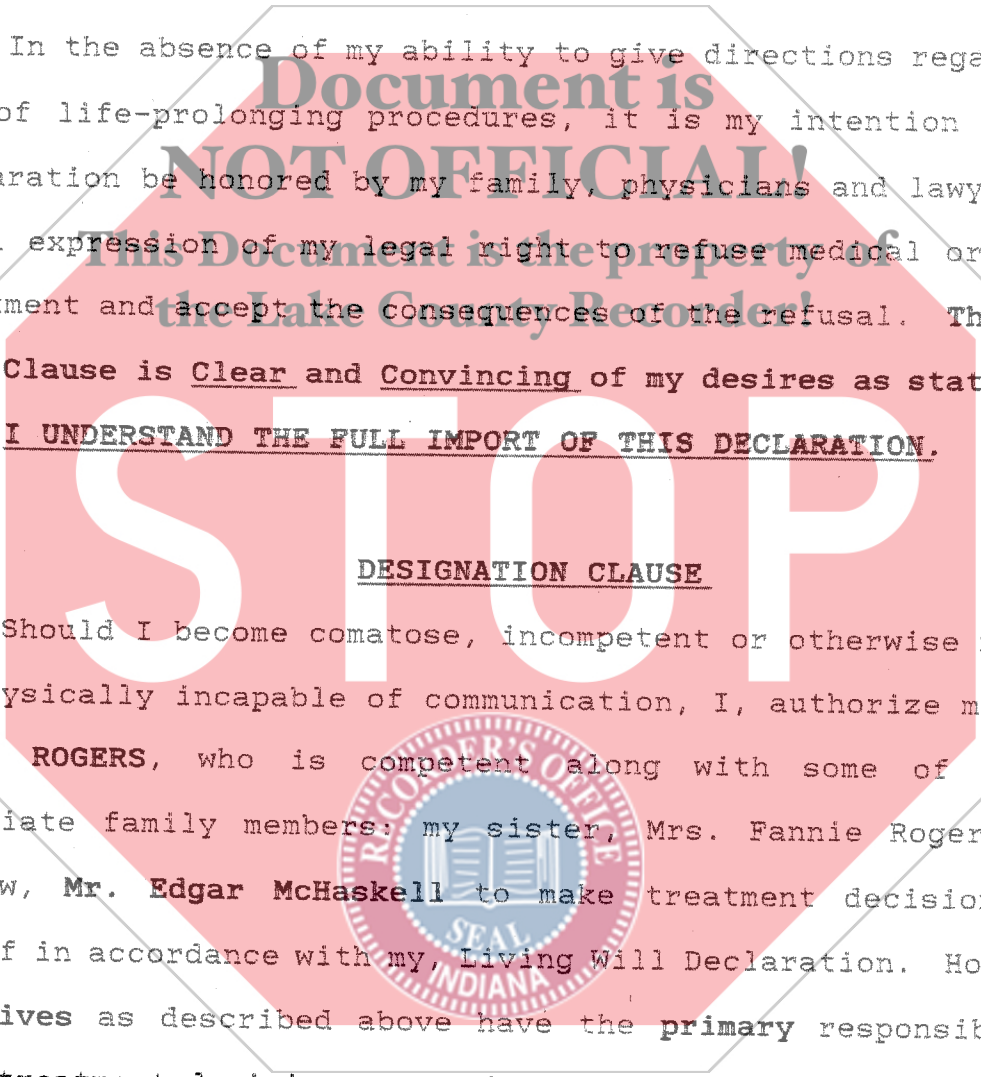 In the absence of my ability to give directions rega
of life-prolonging procedures, it is my intention
aration be honored by my family, physicians and lawy
expression of my legal right to refuse medical or
ment and accept the consequences of the refusal. Th
Clause is Clear and Convincing of my desires as stat
I UNDERSTAND THE FULL IMPORT OF THIS DECLARATION.
Document is
NOT OFFICIAL!
This Document is the property of
the Lake County Recorder!
STOP
DESIGNATION CLAUSE
Should I become comatose, incompetent or otherwise
ysically incapable of communication, I, authorize m
ROGERS, who is competent along with some of
iate family members: my sister, Mrs. Fannie Roger
w, Mr. Edgar McHaskell to make treatment decisio
f in accordance with my, Living Will Declaration. Ho
ives as described above have the primary responsib
RECORDER'S OFFICE
SEAL
INDIANA